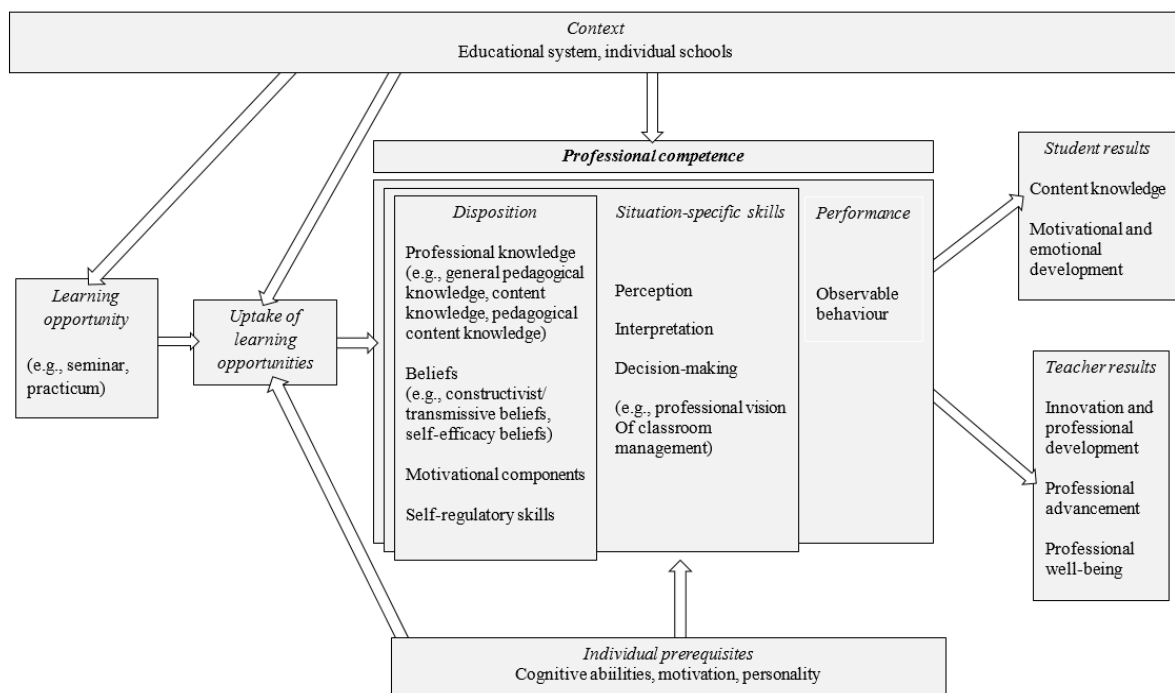 Context
Educational system, individual schools
Professional competence
Learning
opportunity
(e.g., seminar,
practicum)
Uptake of
learning
opportunities
Disposition
Professional knowledge
(e.g., general pedagogical
knowledge, content
knowledge, pedagogical
content knowledge)
Beliefs
(e.g., constructivist/
transmissive beliefs,
self-efficacy beliefs)
Motivational components
Self-regulatory skills
Situation-specific skills
Perception
Interpretation
Decision-making
(e.g., professional vision
Of classroom
management)
Performance
Observable
behaviour
Student results
Content knowledge
Motivational and
emotional
development
Teacher results
Innovation and
professional
development
Professional
advancement
Professional
well-being
Individual prerequisites
Cognitive abiilities, motivation, personality